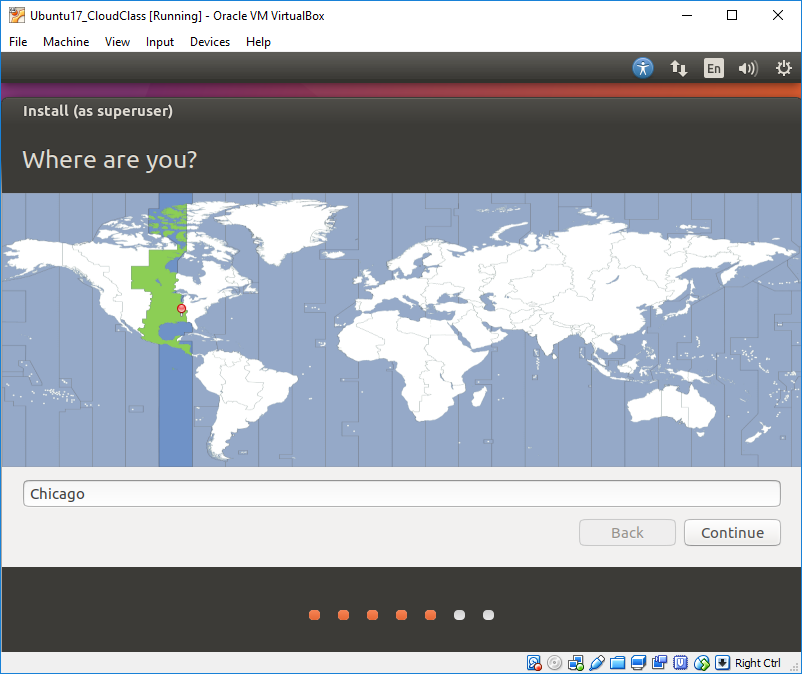 Ubuntu17_CloudClass [Running] - Oracle VM VirtualBox
File Machine View Input Devices Help
En
Install (as superuser)
Where are you?
Chicago
Back Continue
Right Ctrl